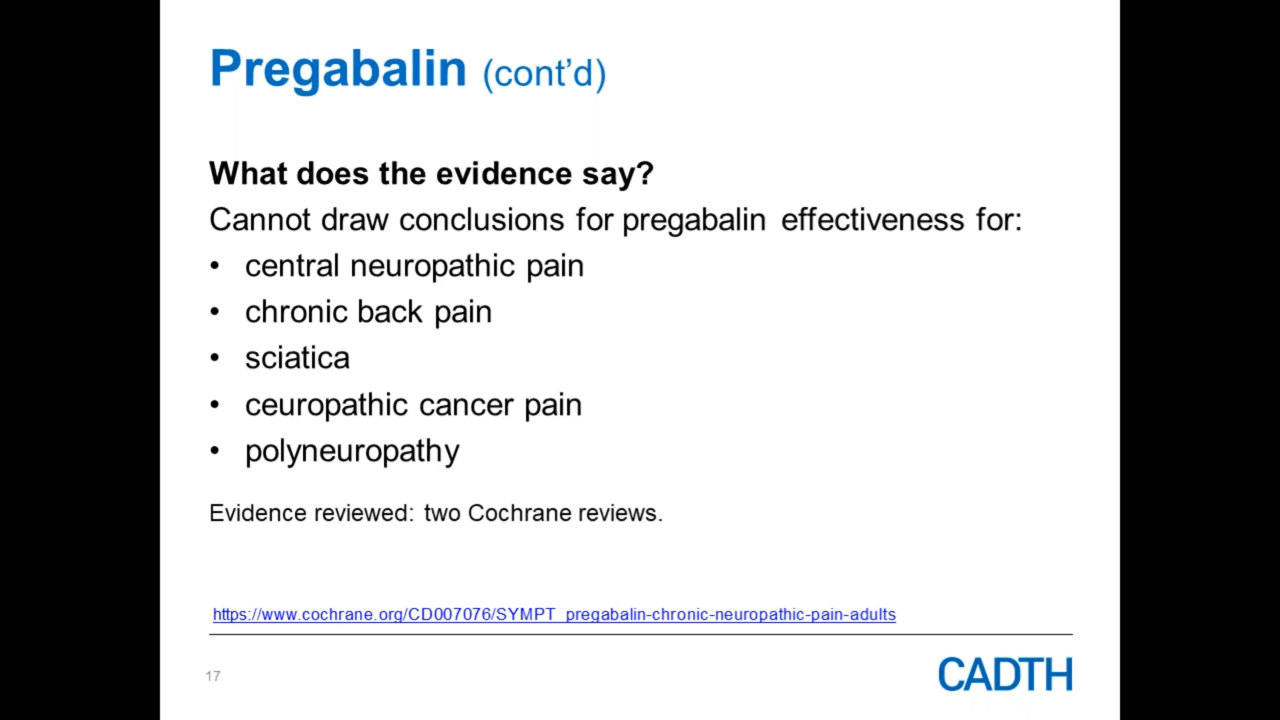 Pregabalin (cont’d)
What does the evidence say?
Cannot draw conclusions for pregabalin effectiveness for:
• central neuropathic pain
• chronic back pain
• sciatica
• ceuropathic cancer pain
• polyneuropathy
Evidence reviewed: two Cochrane reviews.
https://www.cochrane.org/CD007076/SYMPT_pregabalin-chronic-neuropathic-pain-adults
17
CADTH